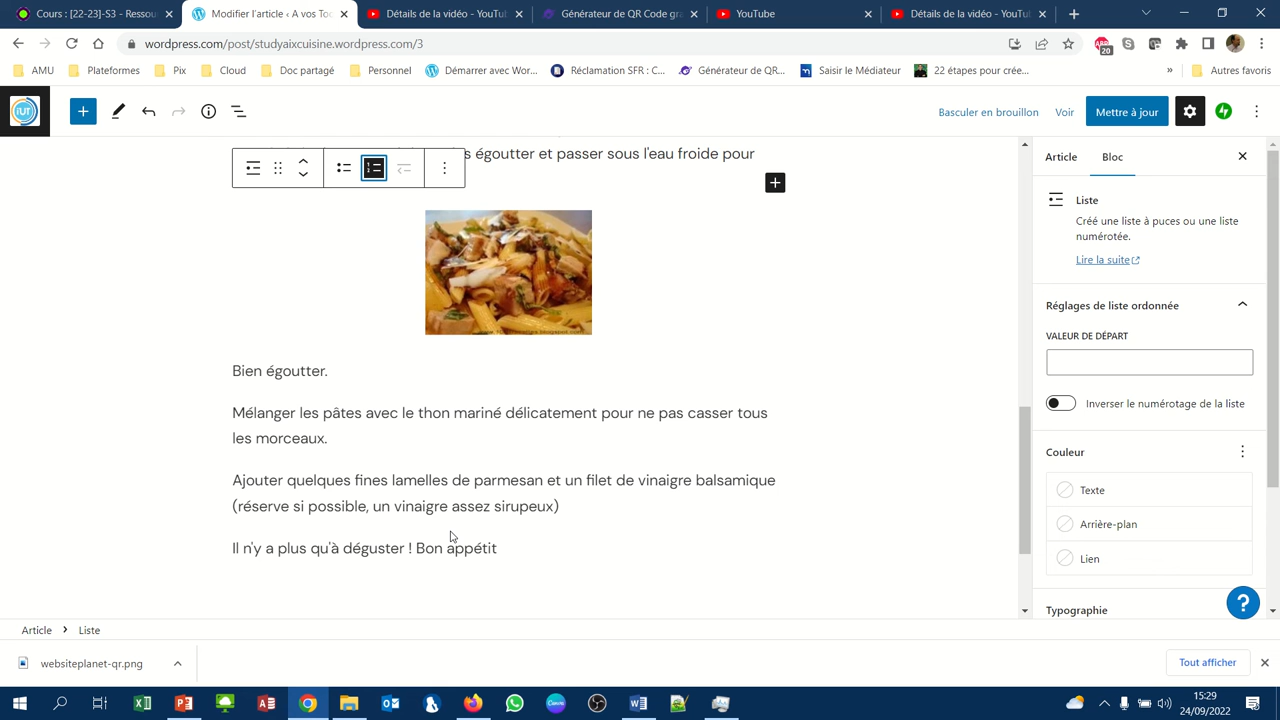 Cours : [22-23]-S3 - Ressou
Modifier l'article ‹ A vos Toc
Détails de la vidéo - YouTub
Générateur de QR Code gra
YouTube
Détails de la vidéo - YouTub
wordpress.com/post/studyaixcuisine.wordpress.com/3
20
AMU
Plateformes
Pix
Cloud
Doc partagé
Personnel
Démarrer avec Wor...
Réclamation SFR : C...
Générateur de QR...
Saisir le Médiateur
22 étapes pour crée...
»
Autres favoris
iUT
Basculer en brouillon
Voir
Mettre à jour
s égoutter et passer sous l'eau froide pour
Bien égoutter.
Mélanger les pâtes avec le thon mariné délicatement pour ne pas casser tous
les morceaux.
Ajouter quelques fines lamelles de parmesan et un filet de vinaigre balsamique
(réserve si possible, un vinaigre assez sirupeux)
Il n'y a plus qu'à déguster ! Bon appétit
Article
Bloc
Liste
Créé une liste à puces ou une liste
numérotée.
Lire la suite
Réglages de liste ordonnée
VALEUR DE DÉPART
Inverser le numérotage de la liste
Couleur
Texte
Arrière-plan
Lien
Typographie
?
Article
Liste
websiteplanet-qr.png
Tout afficher
15:29
24/09/2022